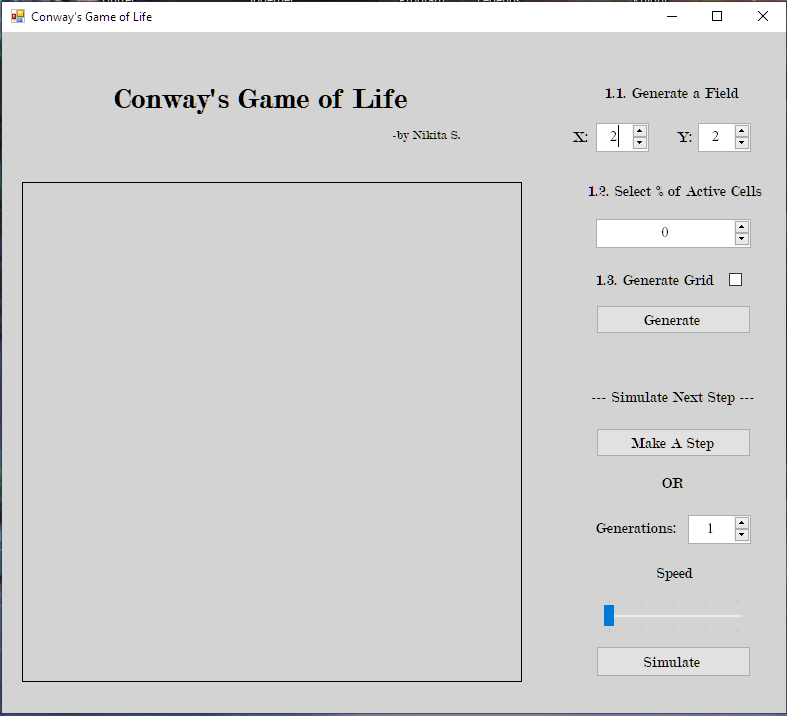 Conway's Game of Life
Conway's Game of Life
-by Nikita S.
1.1. Generate a Field
X: 2 Y: 2
1.2. Select % of Active Cells
0
1.3. Generate Grid
Generate
--- Simulate Next Step ---
Make A Step
OR
Generations: 1
Speed
Simulate